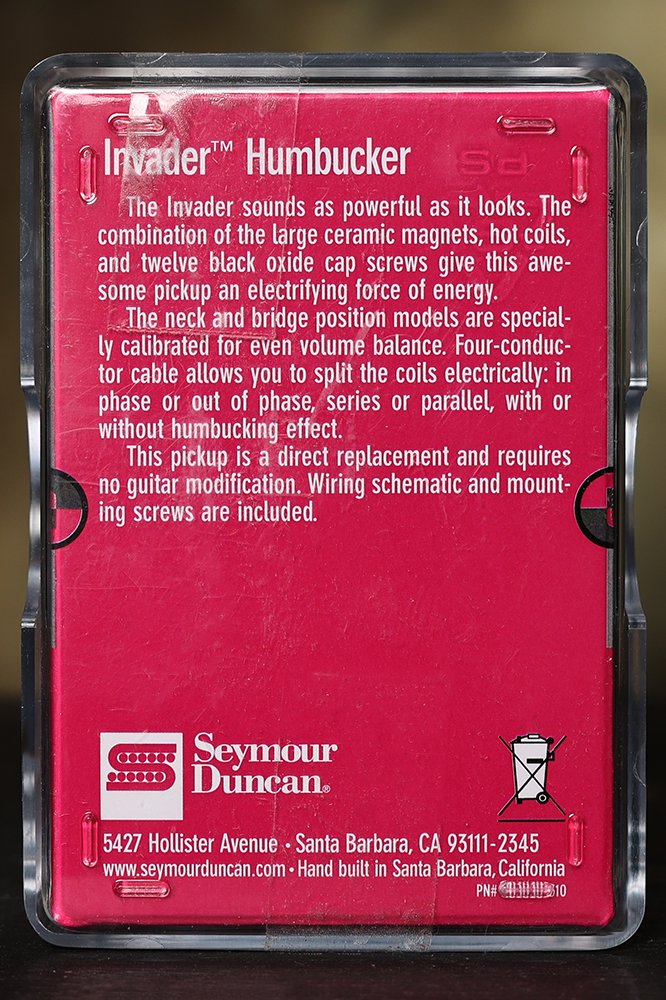 Invader™ Humbucker
The Invader sounds as powerful as it looks. The
combination of the large ceramic magnets, hot coils,
and twelve black oxide cap screws give this awe-
some pickup an electrifying force of energy.
The neck and bridge position models are special-
ly calibrated for even volume balance. Four-conduc-
tor cable allows you to split the coils electrically: in
phase or out of phase, series or parallel, with or
without humbucking effect.
This pickup is a direct replacement and requires
no guitar modification. Wiring schematic and mount-
ing screws are included.
Seymour
Duncan®
5427 Hollister Avenue • Santa Barbara, CA 93111-2345
www.seymourduncan.com • Hand built in Santa Barbara, California
PN#